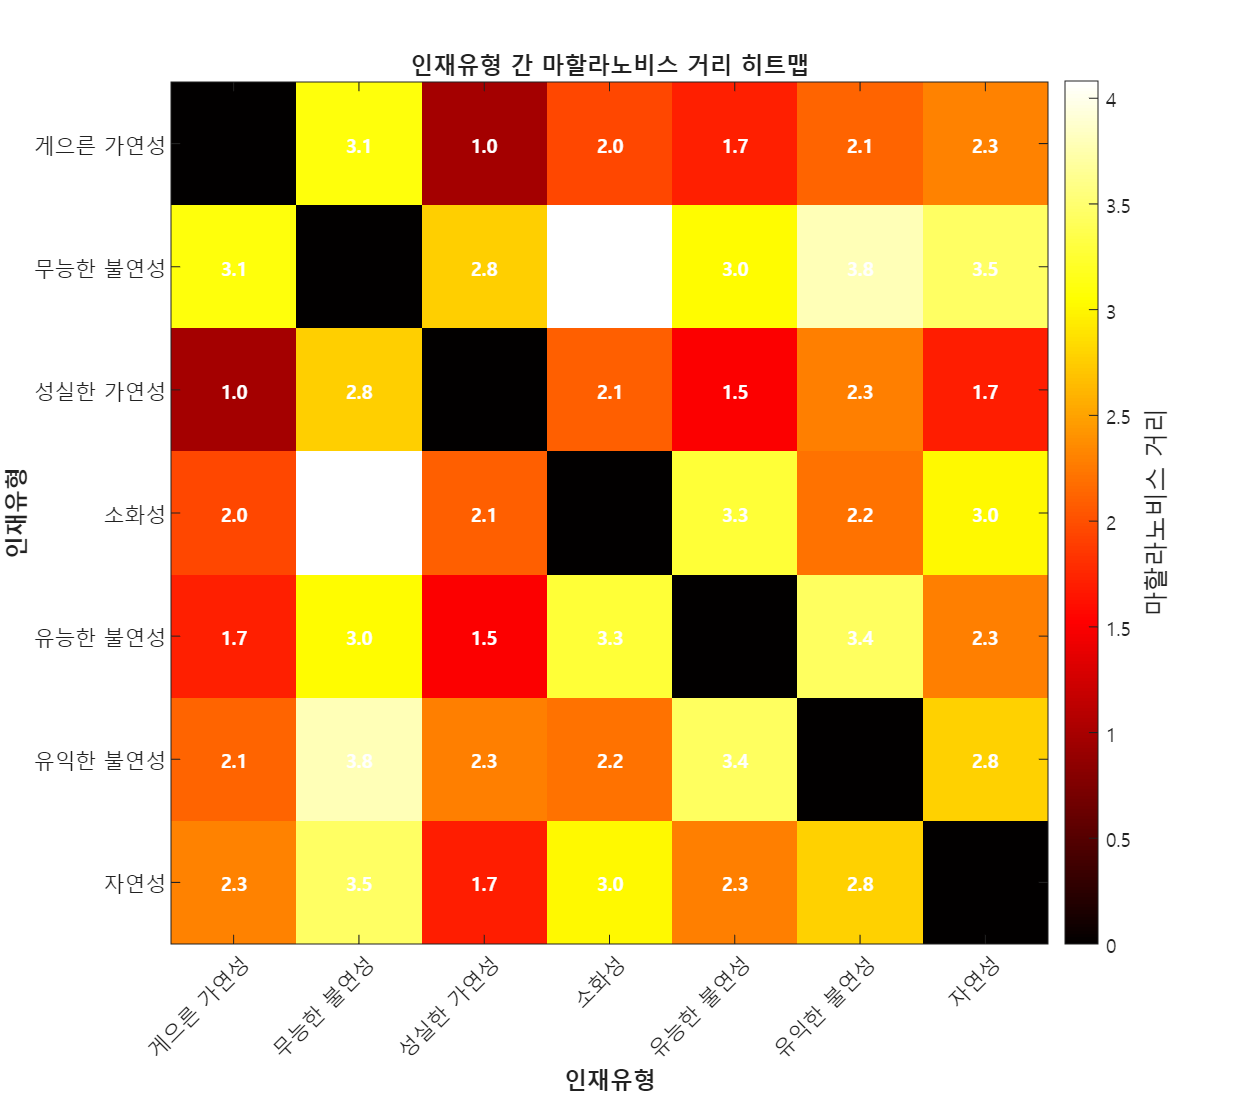 인재유형 간 마할라노비스 거리 히트맵
게으른 가연성 3.1 1.0 2.0 1.7 2.1 2.3
무능한 불연성 3.1 2.8 3.0 3.8 3.5
성실한 가연성 1.0 2.8 2.1 1.5 2.3 1.7
소화성 2.0 2.1 3.3 2.2 3.0
유능한 불연성 1.7 3.0 1.5 3.3 3.4 2.3
유익한 불연성 2.1 3.8 2.3 2.2 3.4 2.8
자연성 2.3 3.5 1.7 3.0 2.3 2.8
게으른 가연성 무능한 불연성 성실한 가연성 소화성 유능한 불연성 유익한 불연성 자연성
인재유형
인재유형
4
3.5
3
2.5
2
1.5
1
0.5
0
마할라노비스 거리